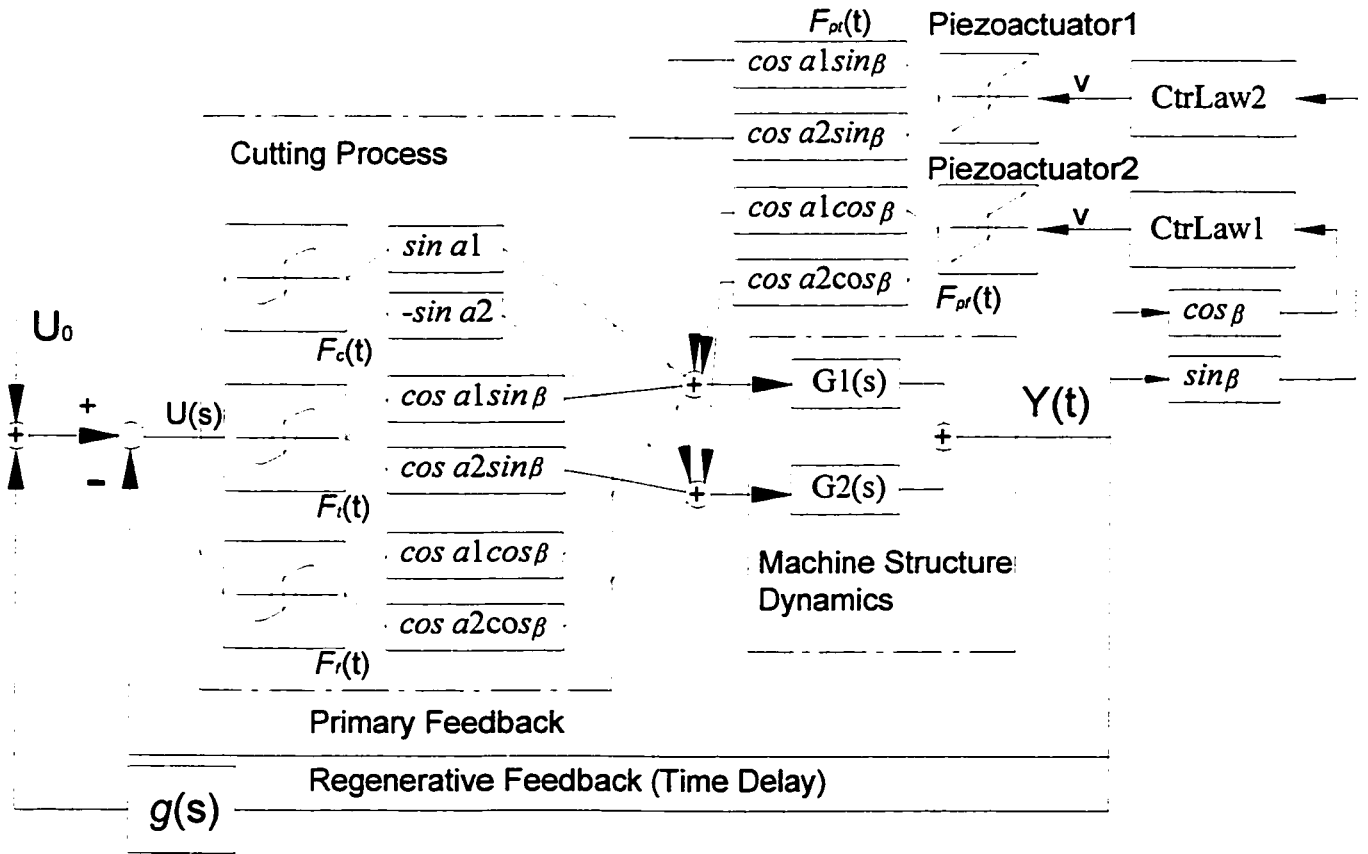 F_pt(t)
Piezoactuator1
cos a1sinβ
v
CtrLaw2
cos a2sinβ
Piezoactuator2
cos a1cosβ
v
CtrLaw1
cos a2cosβ
F_pr(t)
cosβ
sinβ
Cutting Process
sin a1
-sin a2
F_c(t)
U_0
+
+
-
U(s)
cos a1sinβ
cos a2sinβ
F_t(t)
cos a1cosβ
cos a2cosβ
F_r(t)
+
+
G1(s)
G2(s)
+
Y(t)
Machine Structure
Dynamics
Primary Feedback
Regenerative Feedback (Time Delay)
g(s)